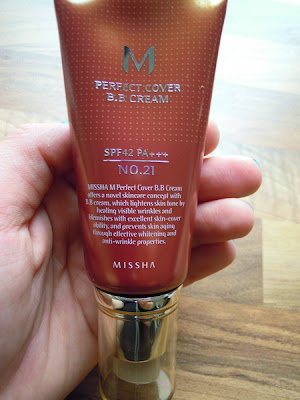 M
PERFECT COVER
B.B CREAM
SPF42 PA+++
NO.21
MISSHA M Perfect Cover B.B Cream
offers a novel skincare concept with
B.B cream, which lightens skin tone by
healing visible wrinkles and
blemishes with excellent skin-cover
ability, and prevents skin aging
through effective whitening and
anti-wrinkle properties.
MISSHA